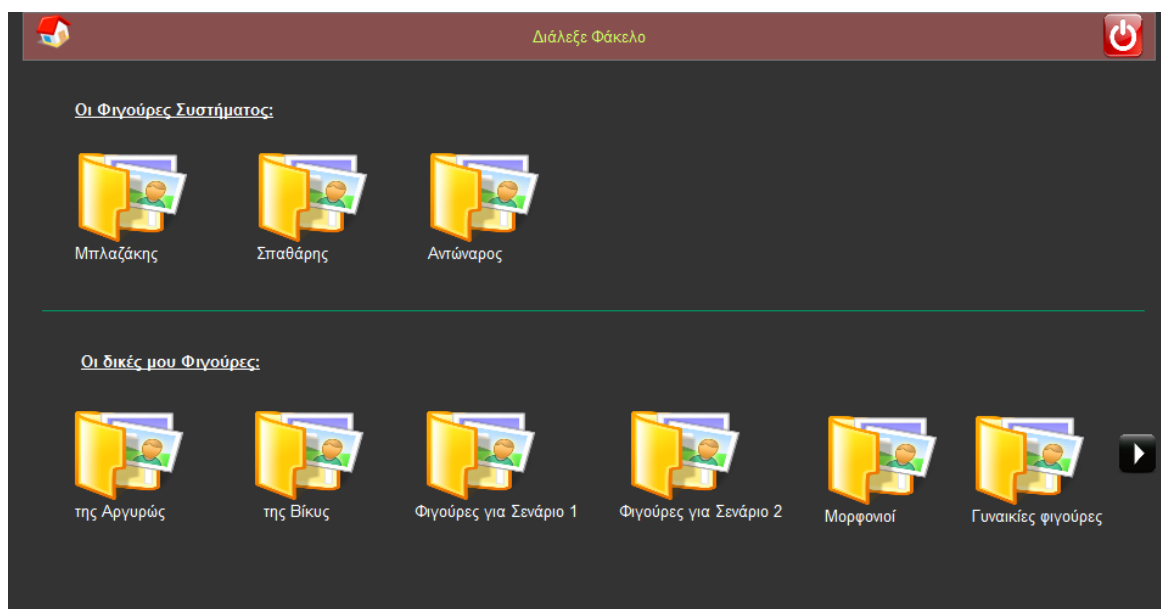 Διάλεξε Φάκελο
Οι Φιγούρες Συστήματος:
Μπλαζάκης Σπαθάρης Αντώναρος
Οι δικές μου Φιγούρες:
της Αργυρώς της Βίκυς Φιγούρες για Σενάριο 1 Φιγούρες για Σενάριο 2 Μορφονιοί Γυναικίες φιγούρες